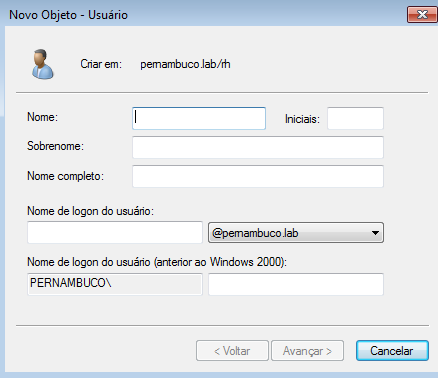 Novo Objeto - Usuário
Criar em: pernambuco.lab/rh
Nome: Iniciais:
Sobrenome:
Nome completo:
Nome de logon do usuário:
@pernambuco.lab
Nome de logon do usuário (anterior ao Windows 2000):
PERNAMBUCO\
< Voltar Avançar > Cancelar